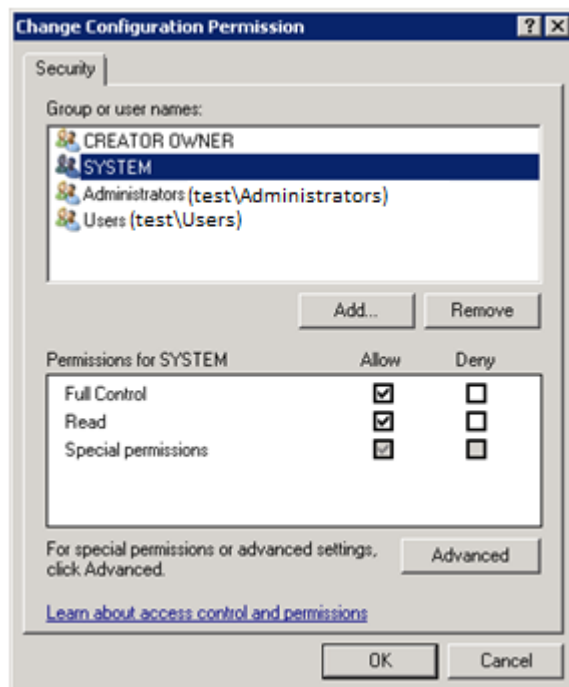 Change Configuration Permission
Security
Group or user names:
CREATOR OWNER
SYSTEM
Administrators (test\Administrators)
Users (test\Users)
Add... Remove
Permissions for SYSTEM Allow Deny
Full Control
Read
Special permissions
For special permissions or advanced settings, Advanced
click Advanced.
Learn about access control and permissions
OK Cancel